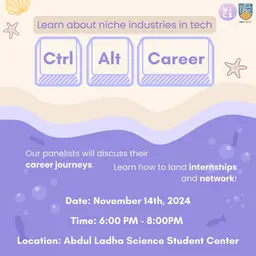 Learn about niche industries in tech
Ctrl Alt Career
Our panelists will discuss their
career journeys.
Learn how to land internships
and network!
Date: November 14th, 2024
Time: 6:00 PM - 8:00PM
Location: Abdul Ladha Science Student Center